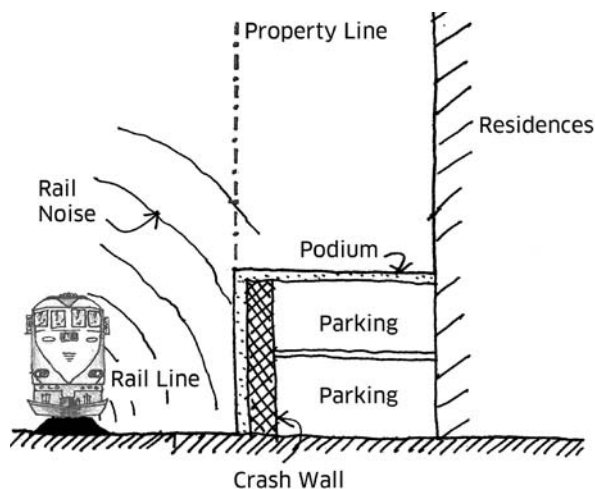 Property Line
Residences
Rail
Noise
Podium
Parking
Rail Line
Parking
Crash Wall